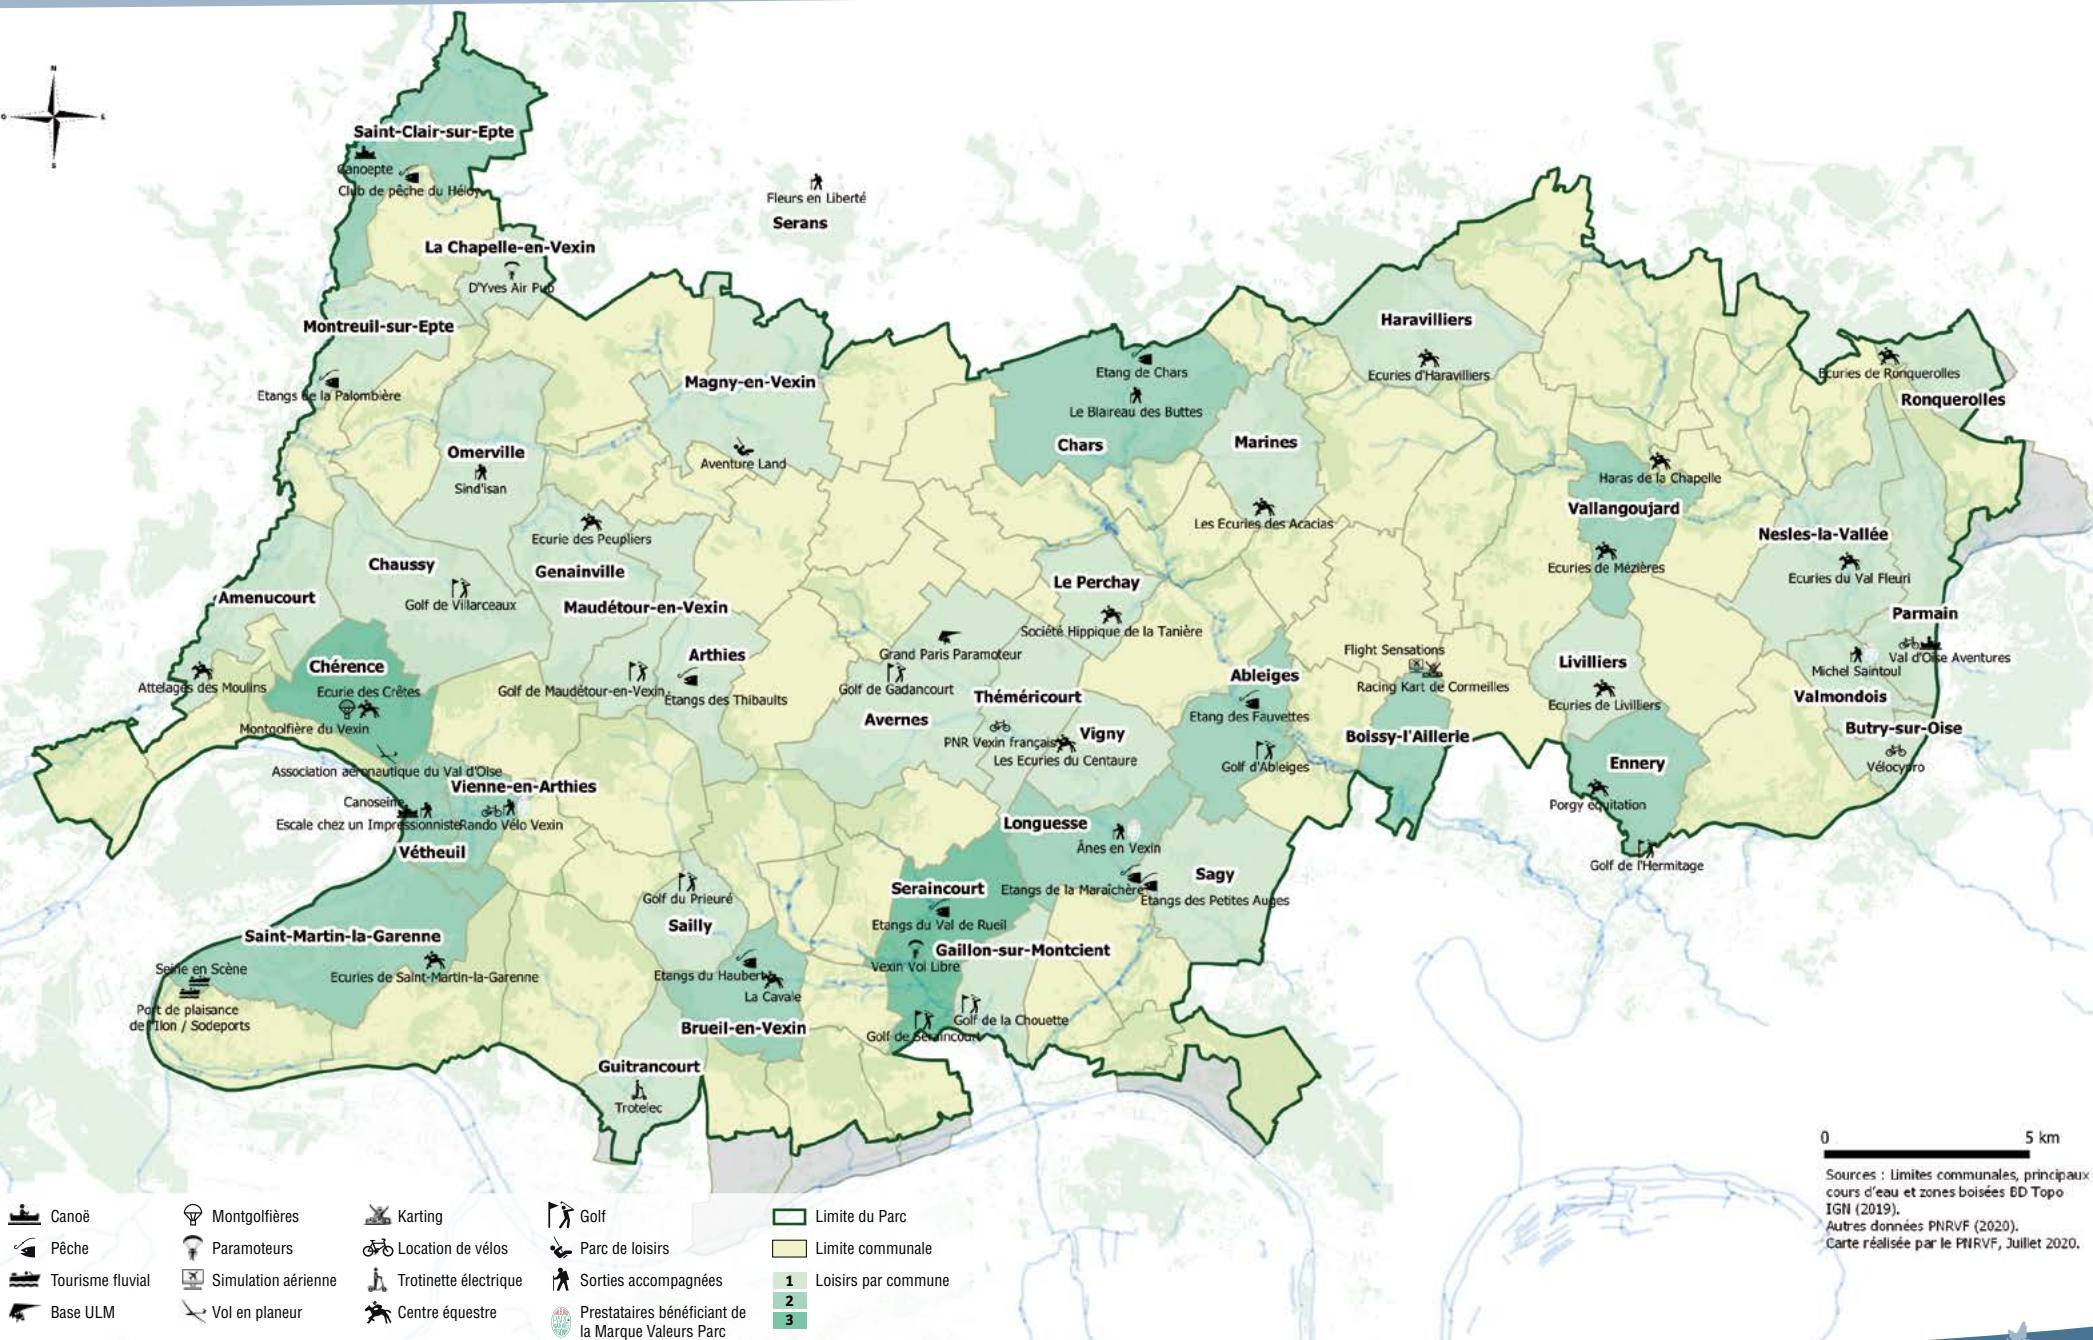 N
O
E
S
Saint-Clair-sur-Epte
Canoepte
Club de pêche du Héloy
Fleurs en Liberté
Serans
La Chapelle-en-Vexin
D'Yves Air Pub
Montreuil-sur-Epte
Etangs de la Palombière
Magny-en-Vexin
Aventure Land
Omerville
Sind'isan
Etang de Chars
Le Blaireau des Buttes
Chars
Marines
Les Ecuries des Acacias
Haravilliers
Ecuries d'Haravilliers
Ecuries de Ronquerolles
Ronquerolles
Haras de la Chapelle
Vallangoujard
Ecuries de Mézières
Nesles-la-Vallée
Ecuries du Val Fleuri
Ecurie des Peupliers
Genainville
Chaussy
Golf de Villarceaux
Amenucourt
Maudétour-en-Vexin
Le Perchay
Société Hippique de la Tanière
Parmain
Val d'Oise Aventures
Michel Saintoul
Valmondois
Butry-sur-Oise
Vélocypro
Chérence
Ecurie des Crêtes
Attelages des Moulins
Montgolfière du Vexin
Golf de Maudétour-en-Vexin
Arthies
Etangs des Thibaults
Grand Paris Paramoteur
Golf de Gadancourt
Avernes
Théméricourt
PNR Vexin français
Vigny
Les Ecuries du Centaure
Ableiges
Etang des Fauvettes
Golf d'Ableiges
Flight Sensations
Racing Kart de Cormeilles
Boissy-l'Aillerie
Livilliers
Ecuries de Livilliers
Ennery
Porgy équitation
Golf de l'Hermitage
Association aéronautique du Val d'Oise
Vienne-en-Arthies
Canoseine
Escale chez un Impressionniste
Rando Vélo Vexin
Vétheuil
Longuesse
Ânes en Vexin
Etangs de la Maraîchère
Sagy
Etangs des Petites Auges
Seraincourt
Etangs du Val de Rueil
Vexin Vol Libre
Gaillon-sur-Montcient
Golf de la Chouette
Golf de Seraincourt
Golf du Prieuré
Sailly
Etangs du Haubert
La Cavale
Brueil-en-Vexin
Saint-Martin-la-Garenne
Ecuries de Saint-Martin-la-Garenne
Seine en Scène
Port de plaisance
de l'Ilon / Sodeports
Guitrancourt
Trotelec
0 5 km
Sources : Limites communales, principaux
cours d'eau et zones boisées BD Topo
IGN (2019).
Autres données PNRVF (2020).
Carte réalisée par le PNRVF, Juillet 2020.
Canoë
Pêche
Tourisme fluvial
Base ULM
Montgolfières
Paramoteurs
Simulation aérienne
Vol en planeur
Karting
Location de vélos
Trotinette électrique
Centre équestre
Golf
Parc de loisirs
Sorties accompagnées
Prestataires bénéficiant de
la Marque Valeurs Parc
Limite du Parc
Limite communale
1 Loisirs par commune
2
3